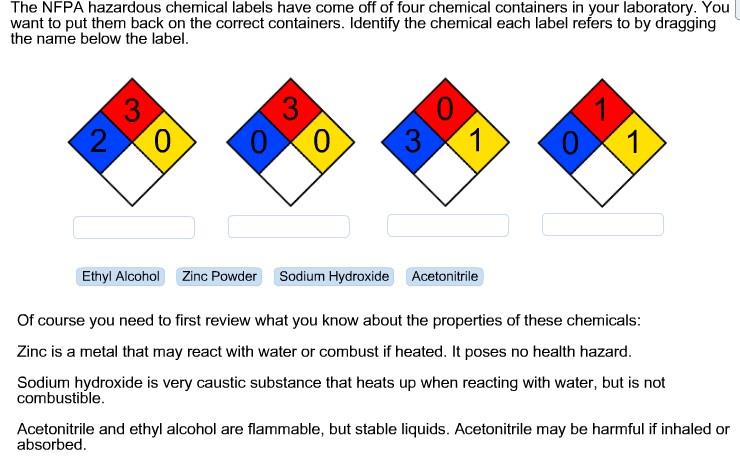 The NFPA hazardous chemical labels have come off of four chemical containers in your laboratory. You
want to put them back on the correct containers. Identify the chemical each label refers to by dragging
the name below the label.
3 3 0 1
2 0 0 0 3 1 0 1
Ethyl Alcohol Zinc Powder Sodium Hydroxide Acetonitrile
Of course you need to first review what you know about the properties of these chemicals:
Zinc is a metal that may react with water or combust if heated. It poses no health hazard.
Sodium hydroxide is very caustic substance that heats up when reacting with water, but is not
combustible.
Acetonitrile and ethyl alcohol are flammable, but stable liquids. Acetonitrile may be harmful if inhaled or
absorbed.